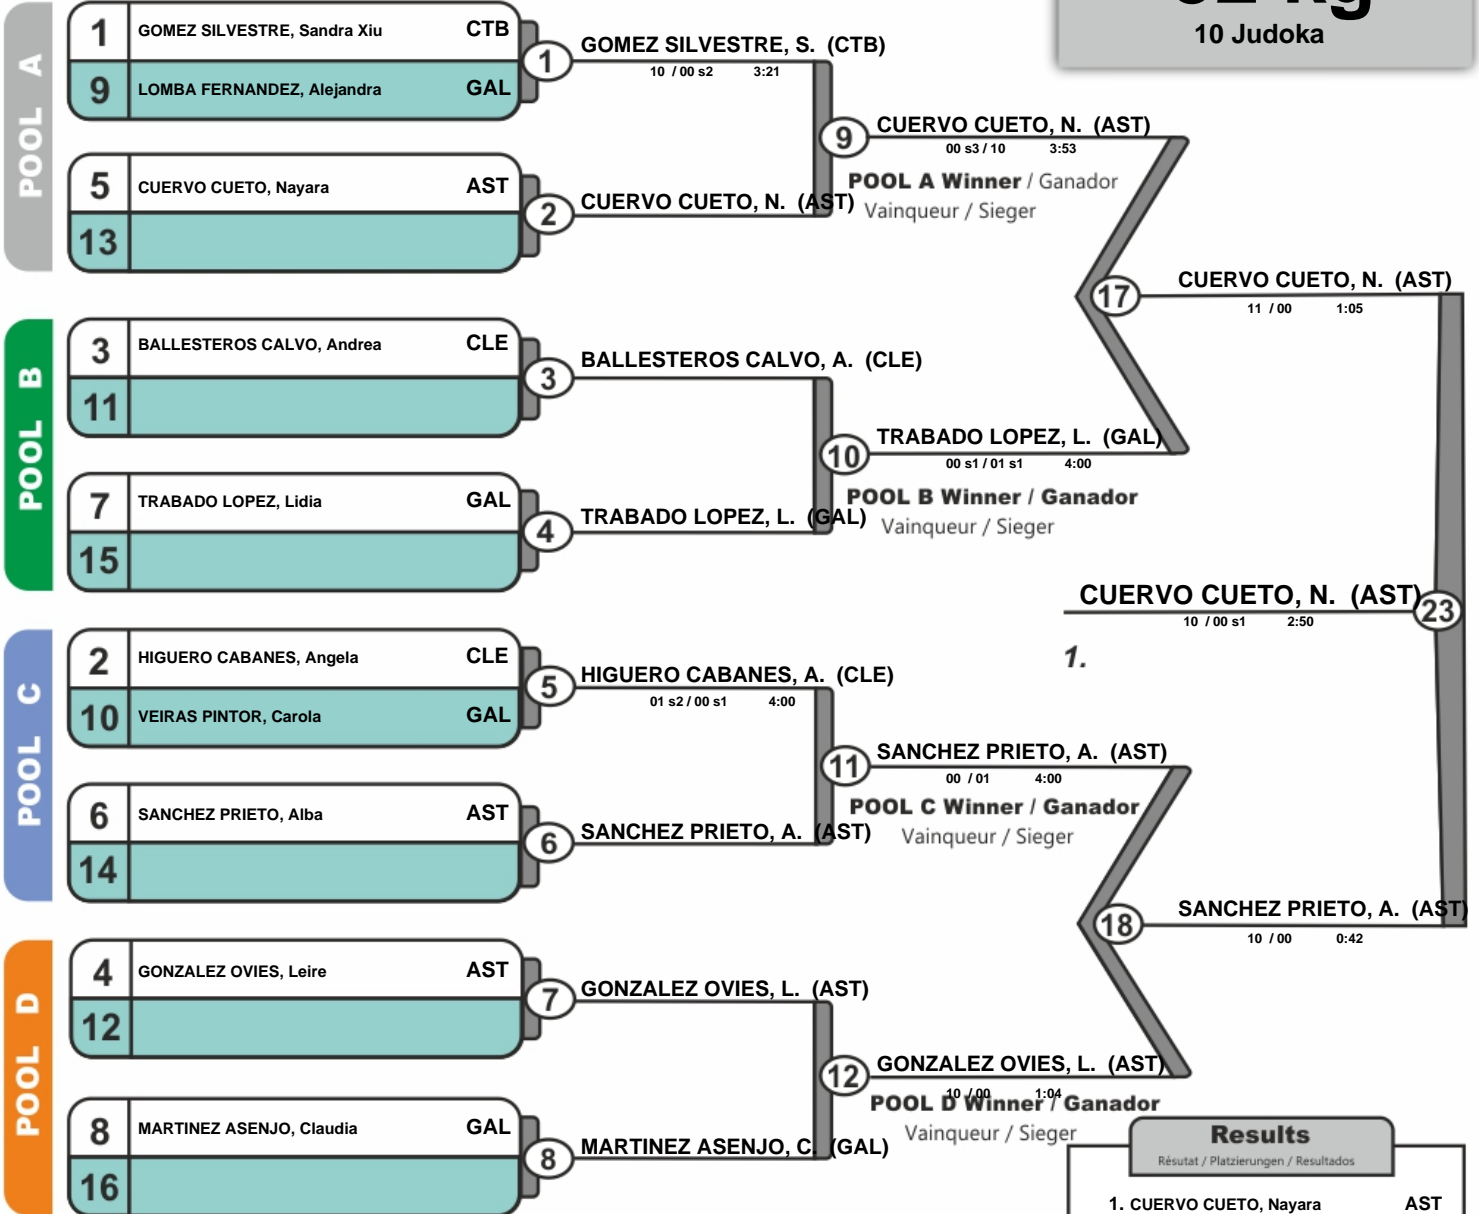 10 Judoka
POOL A
1 GOMEZ SILVESTRE, Sandra Xiu CTB
9 LOMBA FERNANDEZ, Alejandra GAL
1
GOMEZ SILVESTRE, S. (CTB)
10 / 00 s2 3:21
5 CUERVO CUETO, Nayara AST
13
2
CUERVO CUETO, N. (AST)
9
CUERVO CUETO, N. (AST)
00 s3 / 10 3:53
POOL A Winner / Ganador
Vainqueur / Sieger
POOL B
3 BALLESTEROS CALVO, Andrea CLE
11
3
BALLESTEROS CALVO, A. (CLE)
7 TRABADO LOPEZ, Lidia GAL
15
4
TRABADO LOPEZ, L. (GAL)
10
TRABADO LOPEZ, L. (GAL)
00 s1 / 01 s1 4:00
POOL B Winner / Ganador
Vainqueur / Sieger
17
CUERVO CUETO, N. (AST)
11 / 00 1:05
CUERVO CUETO, N. (AST)
23
10 / 00 s1 2:50
1.
POOL C
2 HIGUERO CABANES, Angela CLE
10 VEIRAS PINTOR, Carola GAL
5
HIGUERO CABANES, A. (CLE)
01 s2 / 00 s1 4:00
6 SANCHEZ PRIETO, Alba AST
14
6
SANCHEZ PRIETO, A. (AST)
11
SANCHEZ PRIETO, A. (AST)
00 / 01 4:00
POOL C Winner / Ganador
Vainqueur / Sieger
18
SANCHEZ PRIETO, A. (AST)
10 / 00 0:42
POOL D
4 GONZALEZ OVIES, Leire AST
12
7
GONZALEZ OVIES, L. (AST)
8 MARTINEZ ASENJO, Claudia GAL
16
8
MARTINEZ ASENJO, C. (GAL)
12
GONZALEZ OVIES, L. (AST)
10 / 00 1:04
POOL D Winner / Ganador
Vainqueur / Sieger
Results
Résutat / Platzierungen / Resultados
1. CUERVO CUETO, Nayara AST